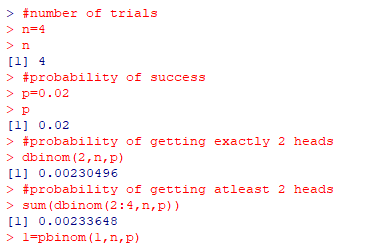 > #number of trials
> n=4
> n
[1] 4
> #probability of success
> p=0.02
> p
[1] 0.02
> #probability of getting exactly 2 heads
> dbinom(2,n,p)
[1] 0.00230496
> #probability of getting atleast 2 heads
> sum(dbinom(2:4,n,p))
[1] 0.00233648
> 1=pbinom(1,n,p)